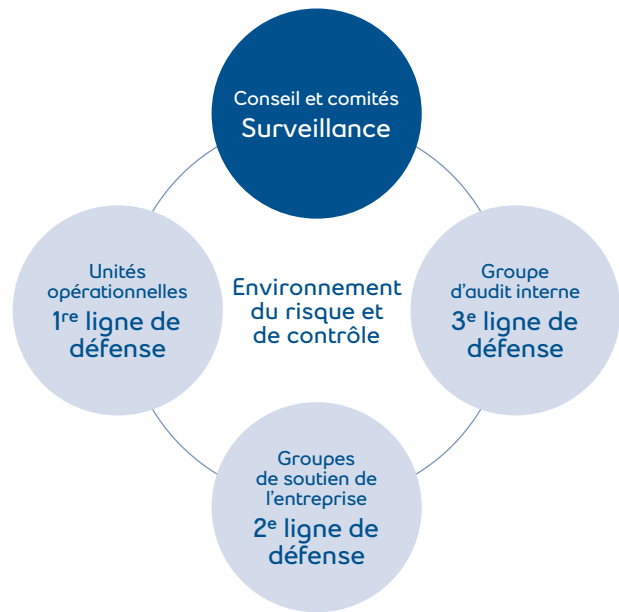 Conseil et comités
Surveillance
Unités
opérationnelles
1re ligne de
défense
Environnement
du risque et
de contrôle
Groupe
d'audit interne
3e ligne de
défense
Groupes
de soutien de
l'entreprise
2e ligne de
défense